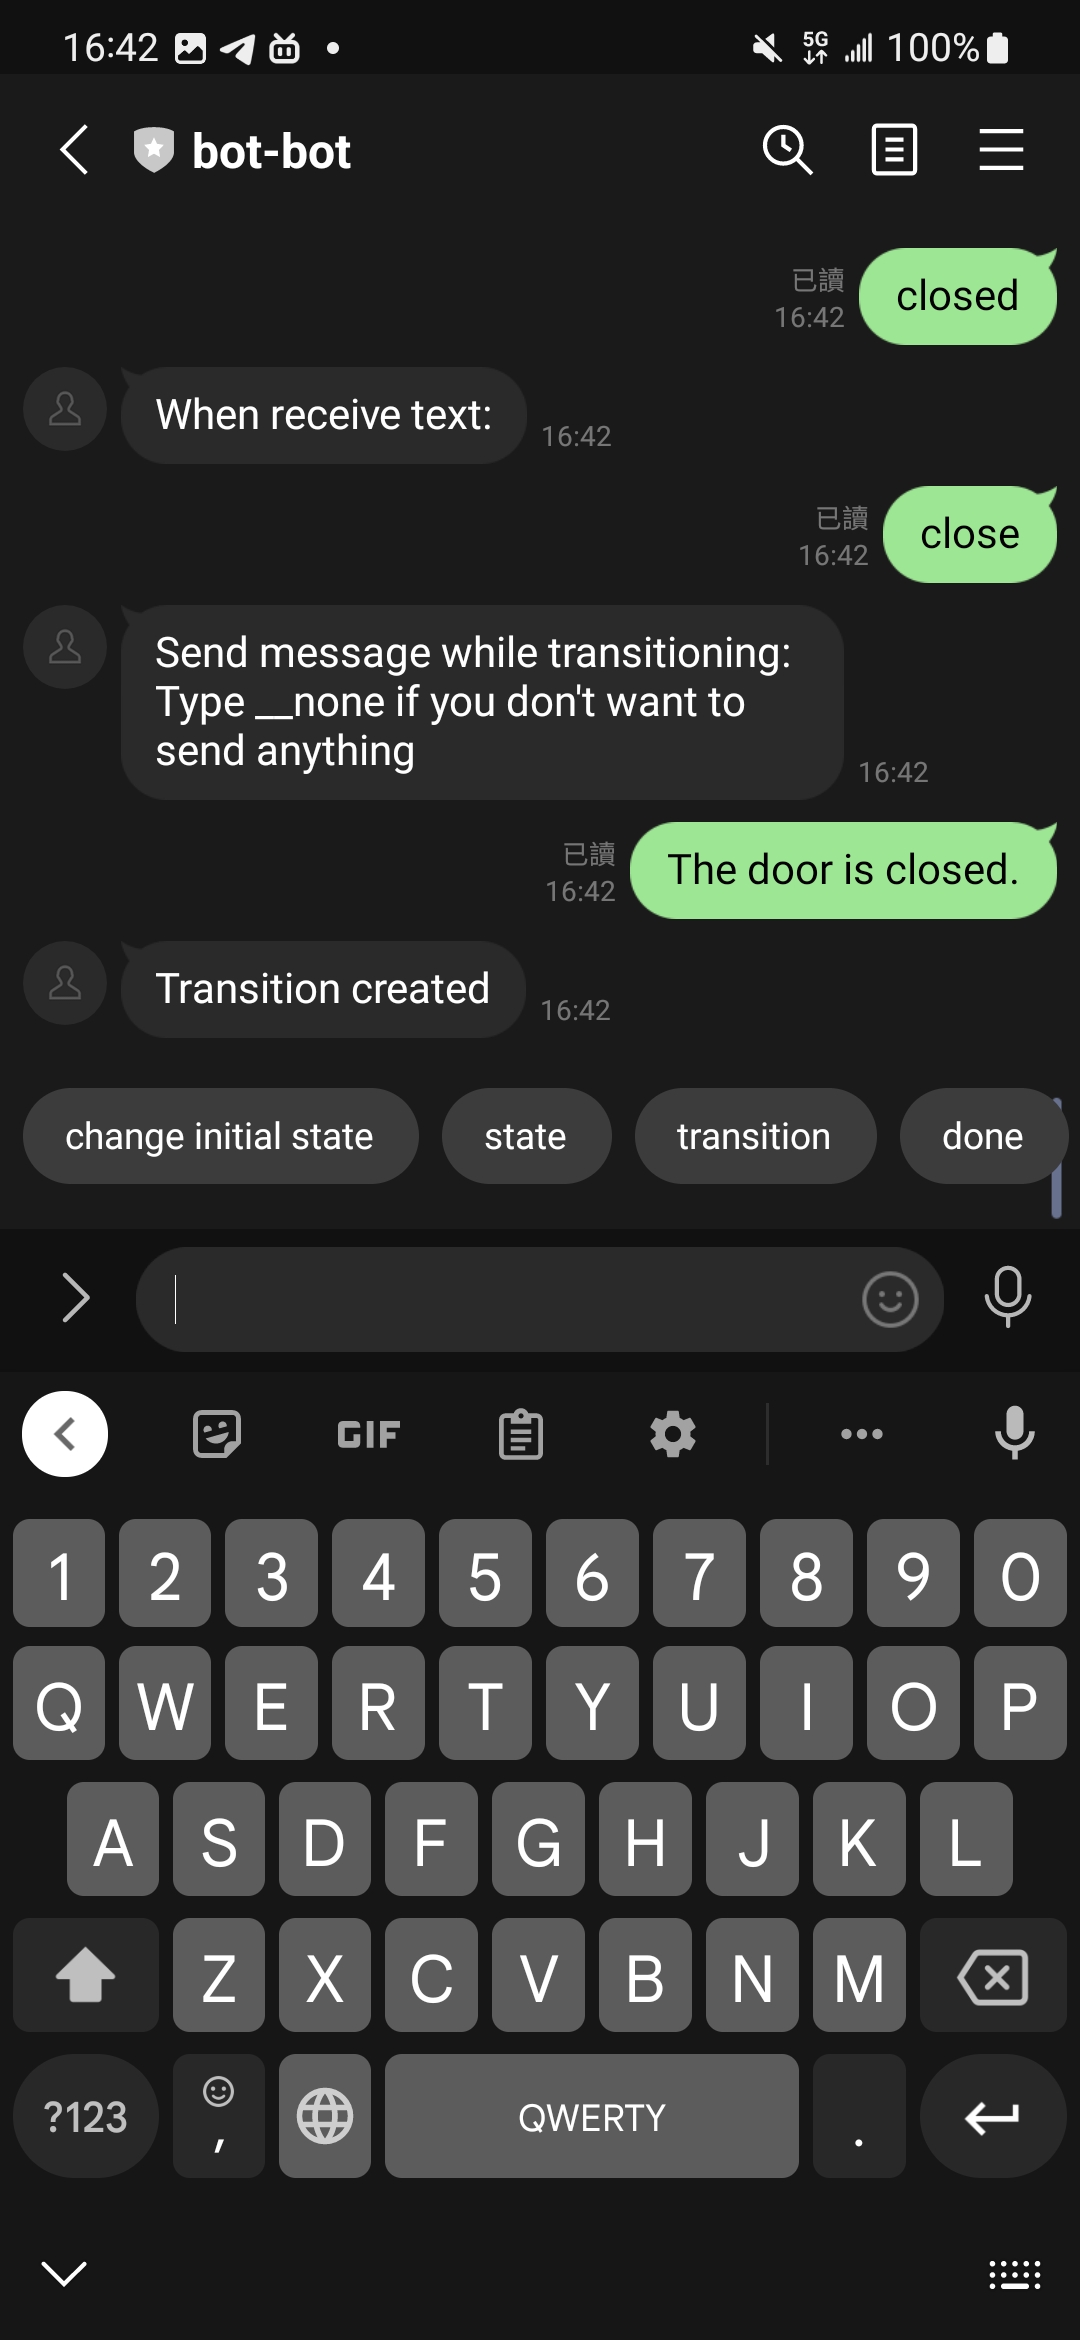 16:42
5G
100%
bot-bot
已讀
16:42
closed
When receive text:
16:42
已讀
16:42
close
Send message while transitioning:
Type __none if you don't want to
send anything
16:42
已讀
16:42
The door is closed.
Transition created
16:42
change initial state
state
transition
done
GIF
1 2 3 4 5 6 7 8 9 0
Q W E R T Y U I O P
A S D F G H J K L
Z X C V B N M
?123
,
QWERTY
.